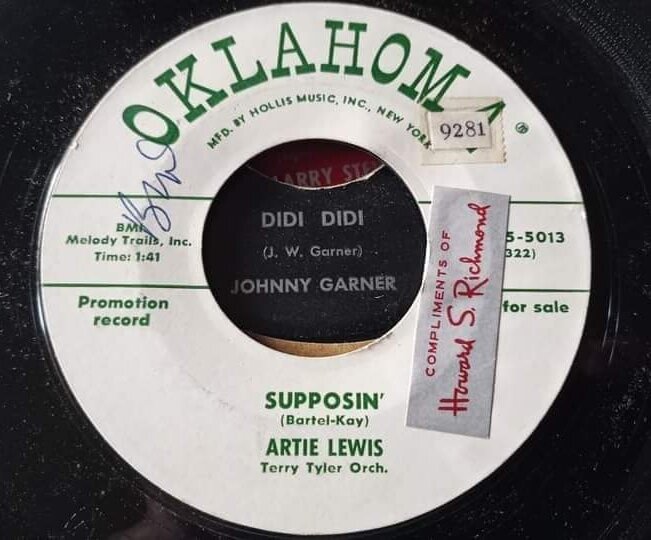 OKLAHOMA
®
MFD. BY HOLLIS MUSIC, INC., NEW YORK
9281
BMI
Melody Trails, Inc.
Time: 1:41
Promotion
record
5-5013
322)
for sale
COMPLIMENTS OF
Howard S. Richmond
LARRY
DIDI DIDI
(J. W. Garner)
JOHNNY GARNER
SUPPOSIN'
(Bartel-Kay)
ARTIE LEWIS
Terry Tyler Orch.